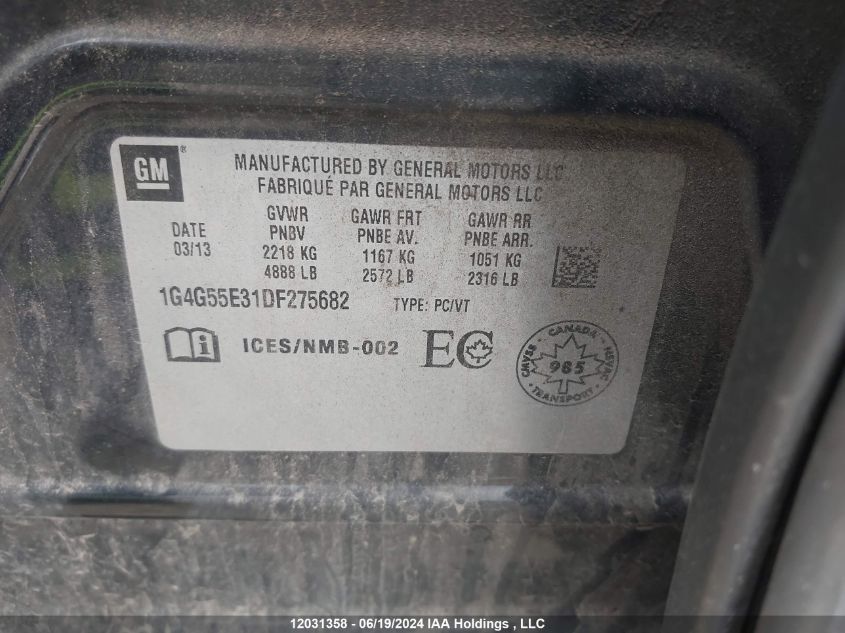 GM ®
MANUFACTURED BY GENERAL MOTORS LLC
FABRIQUÉ PAR GENERAL MOTORS LLC
DATE
03/13
GVWR
PNBV
2218 KG
4888 LB
GAWR FRT
PNBE AV.
1167 KG
2572 LB
GAWR RR
PNBE ARR.
1051 KG
2316 LB
1G4G55E31DF275682 TYPE: PC/VT
i ICES/NMB-002 EC
CANADA
CMVSS NSVAC
985
TRANSPORT
12031358 - 06/19/2024 IAA Holdings , LLC